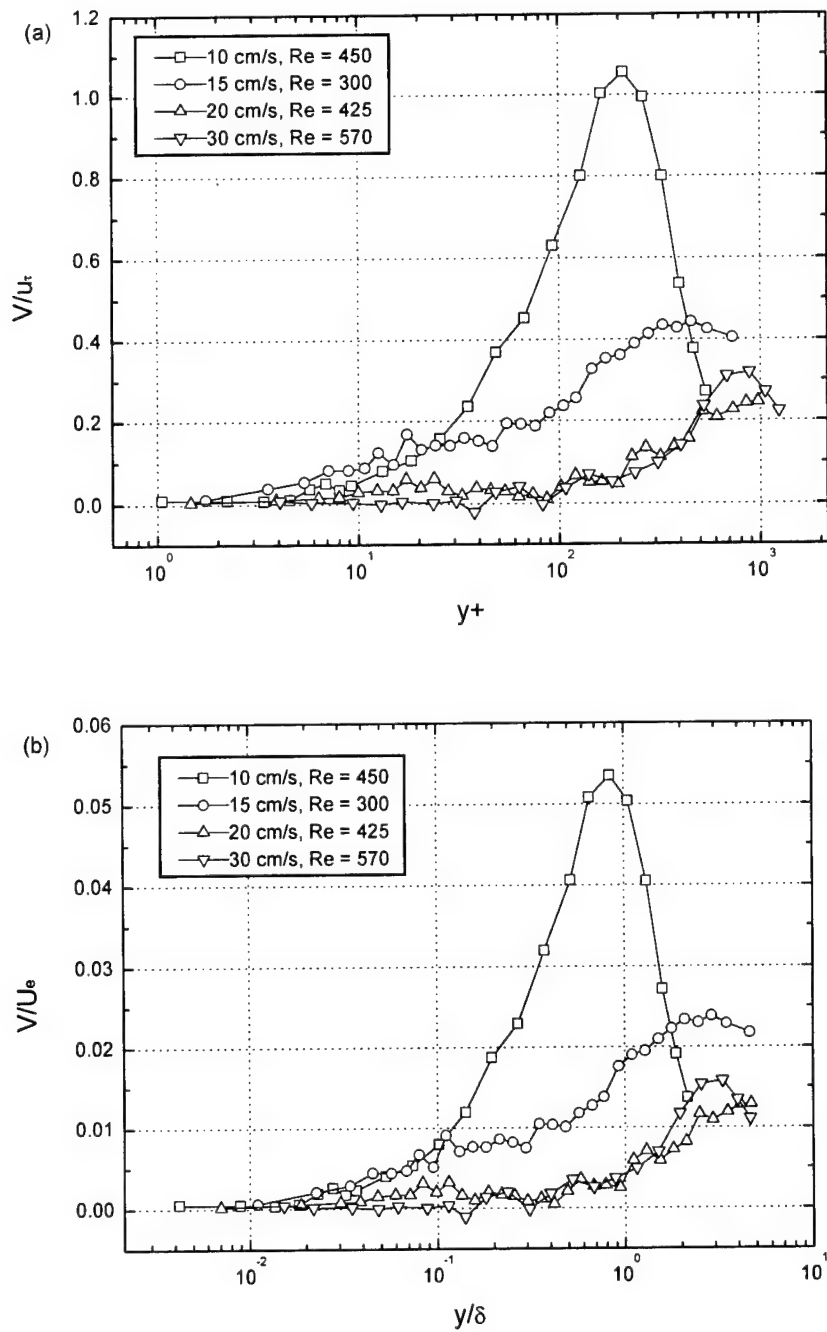 (a)
1.2
1.0
0.8
0.6
0.4
0.2
0.0
V/uτ
10 cm/s, Re = 450
15 cm/s, Re = 300
20 cm/s, Re = 425
30 cm/s, Re = 570
10⁰
10¹
10²
10³
y+
(b)
0.06
0.05
0.04
0.03
0.02
0.01
0.00
V/Uₑ
10 cm/s, Re = 450
15 cm/s, Re = 300
20 cm/s, Re = 425
30 cm/s, Re = 570
10⁻²
10⁻¹
10⁰
10¹
y/δ